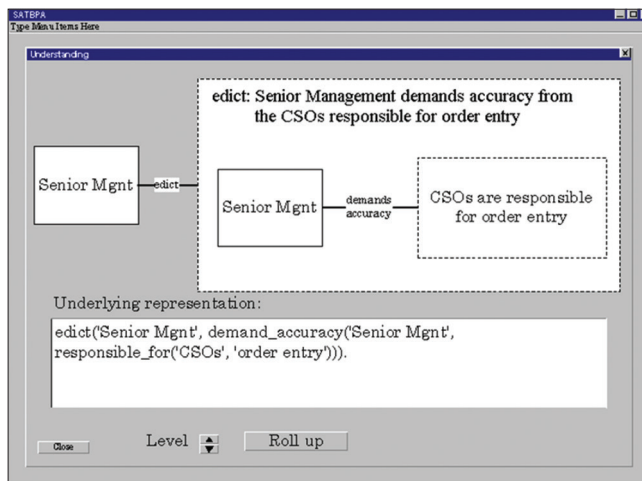 SATBPA
Type Menu Items Here
Understanding
edict: Senior Management demands accuracy from
the CSOs responsible for order entry
Senior Mgnt
edict
Senior Mgnt
demands
accuracy
CSOs are responsible
for order entry
Underlying representation:
edict('Senior Mgnt', demand_accuracy('Senior Mgnt',
responsible_for('CSOs', 'order entry'))).
Close
Level
Roll up